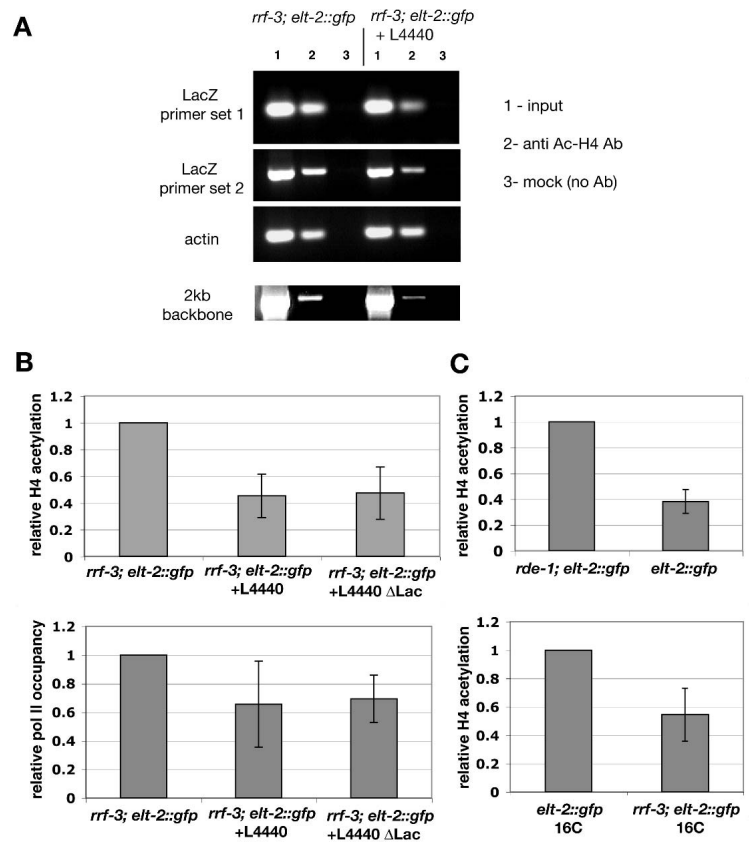 A
rrf-3; elt-2::gfp
rrf-3; elt-2::gfp
+ L4440
1 2 3 1 2 3
LacZ
primer set 1
LacZ
primer set 2
actin
2kb
backbone
1 - input
2- anti Ac-H4 Ab
3- mock (no Ab)
B
relative H4 acetylation
1.2
1
0.8
0.6
0.4
0.2
0
rrf-3; elt-2::gfp
rrf-3; elt-2::gfp
+L4440
rrf-3; elt-2::gfp
+L4440 ΔLac
relative pol II occupancy
1.2
1
0.8
0.6
0.4
0.2
0
rrf-3; elt-2::gfp
rrf-3; elt-2::gfp
+L4440
rrf-3; elt-2::gfp
+L4440 ΔLac
C
relative H4 acetylation
1.2
1
0.8
0.6
0.4
0.2
0
rde-1; elt-2::gfp
elt-2::gfp
relative H4 acetylation
1.2
1
0.8
0.6
0.4
0.2
0
elt-2::gfp
16C
rrf-3; elt-2::gfp
16C